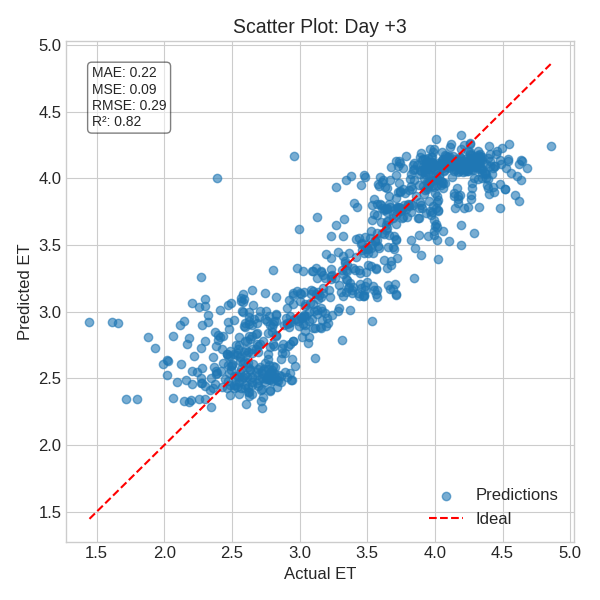 Scatter Plot: Day +3
MAE: 0.22
MSE: 0.09
RMSE: 0.29
R²: 0.82
5.0
4.5
4.0
3.5
3.0
2.5
2.0
1.5
Predicted ET
Predictions
Ideal
1.5 2.0 2.5 3.0 3.5 4.0 4.5 5.0
Actual ET